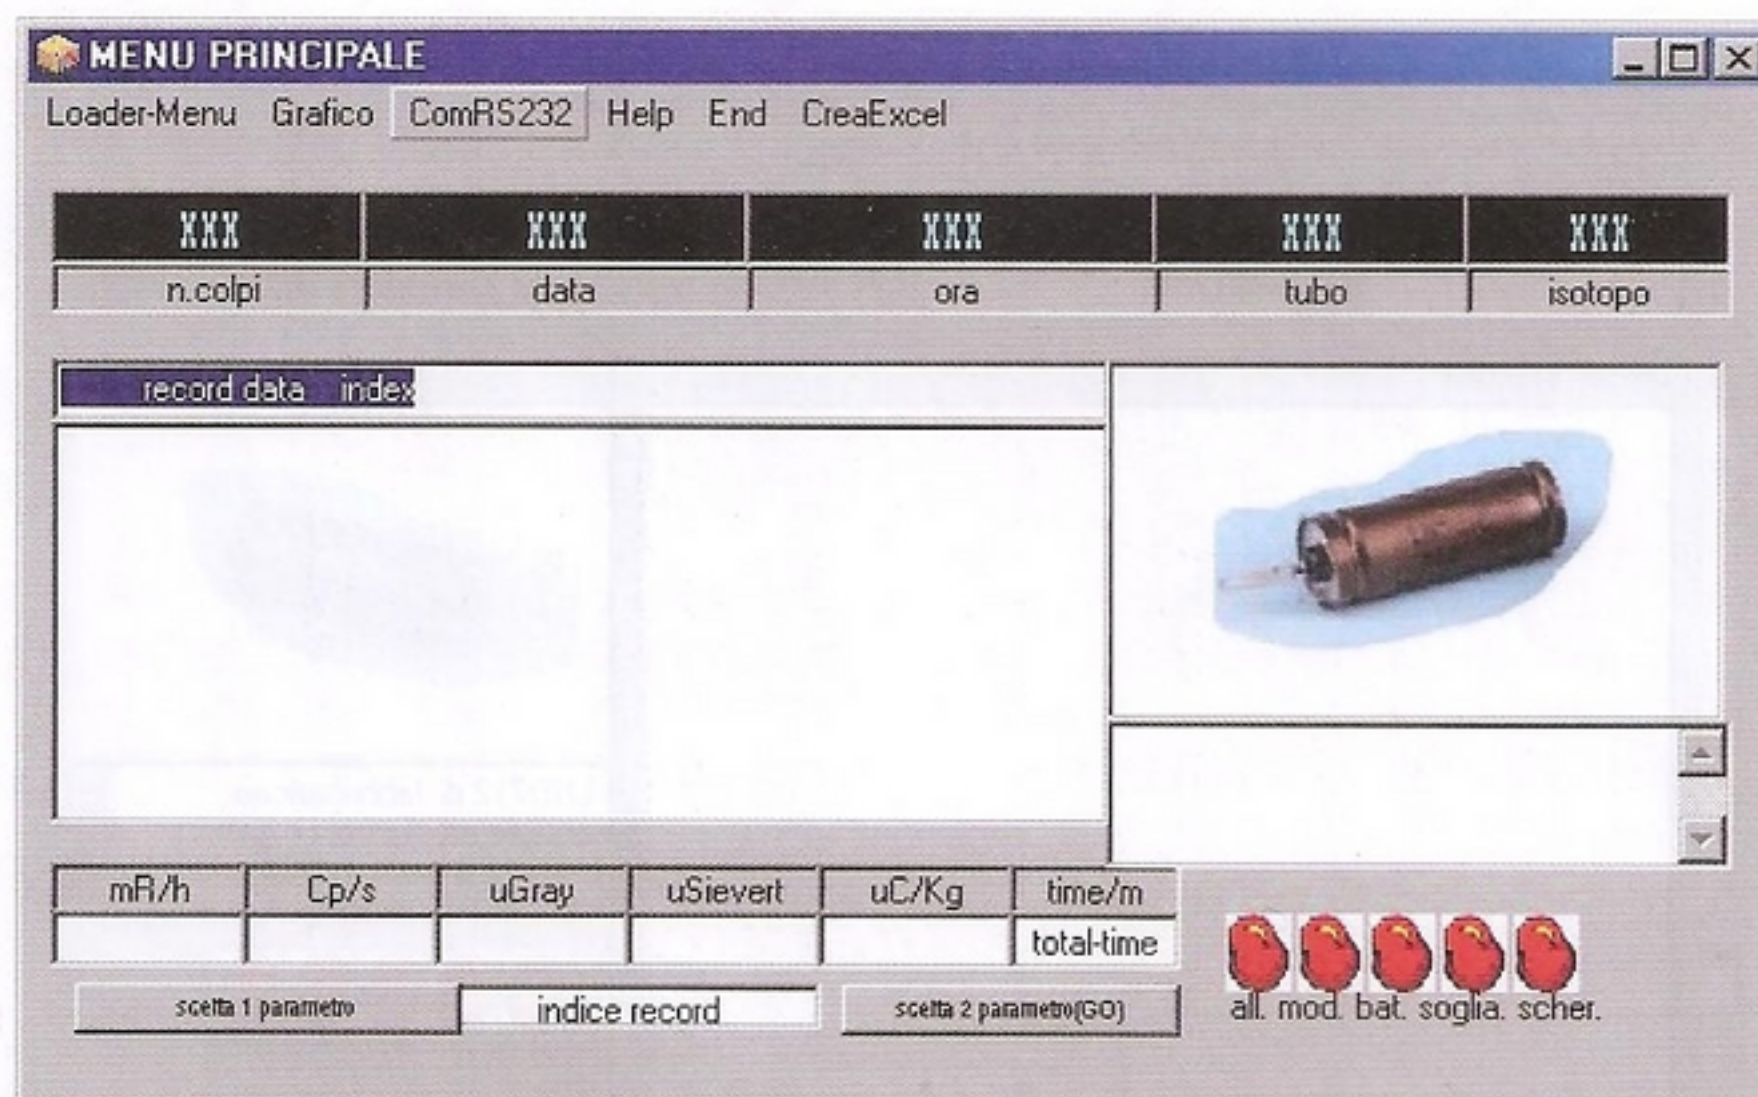 MENU PRINCIPALE
Loader-Menu Grafico ComRS232 Help End CreaExcel
XXX XXX XXX XXX XXX
n.colpi data ora tubo isotopo
record data index
mR/h Cp/s uGray uSievert uC/Kg time/m
total-time
scelta 1 parametro indice record scelta 2 parametro(GO)
all. mod. bat. soglia. scher.